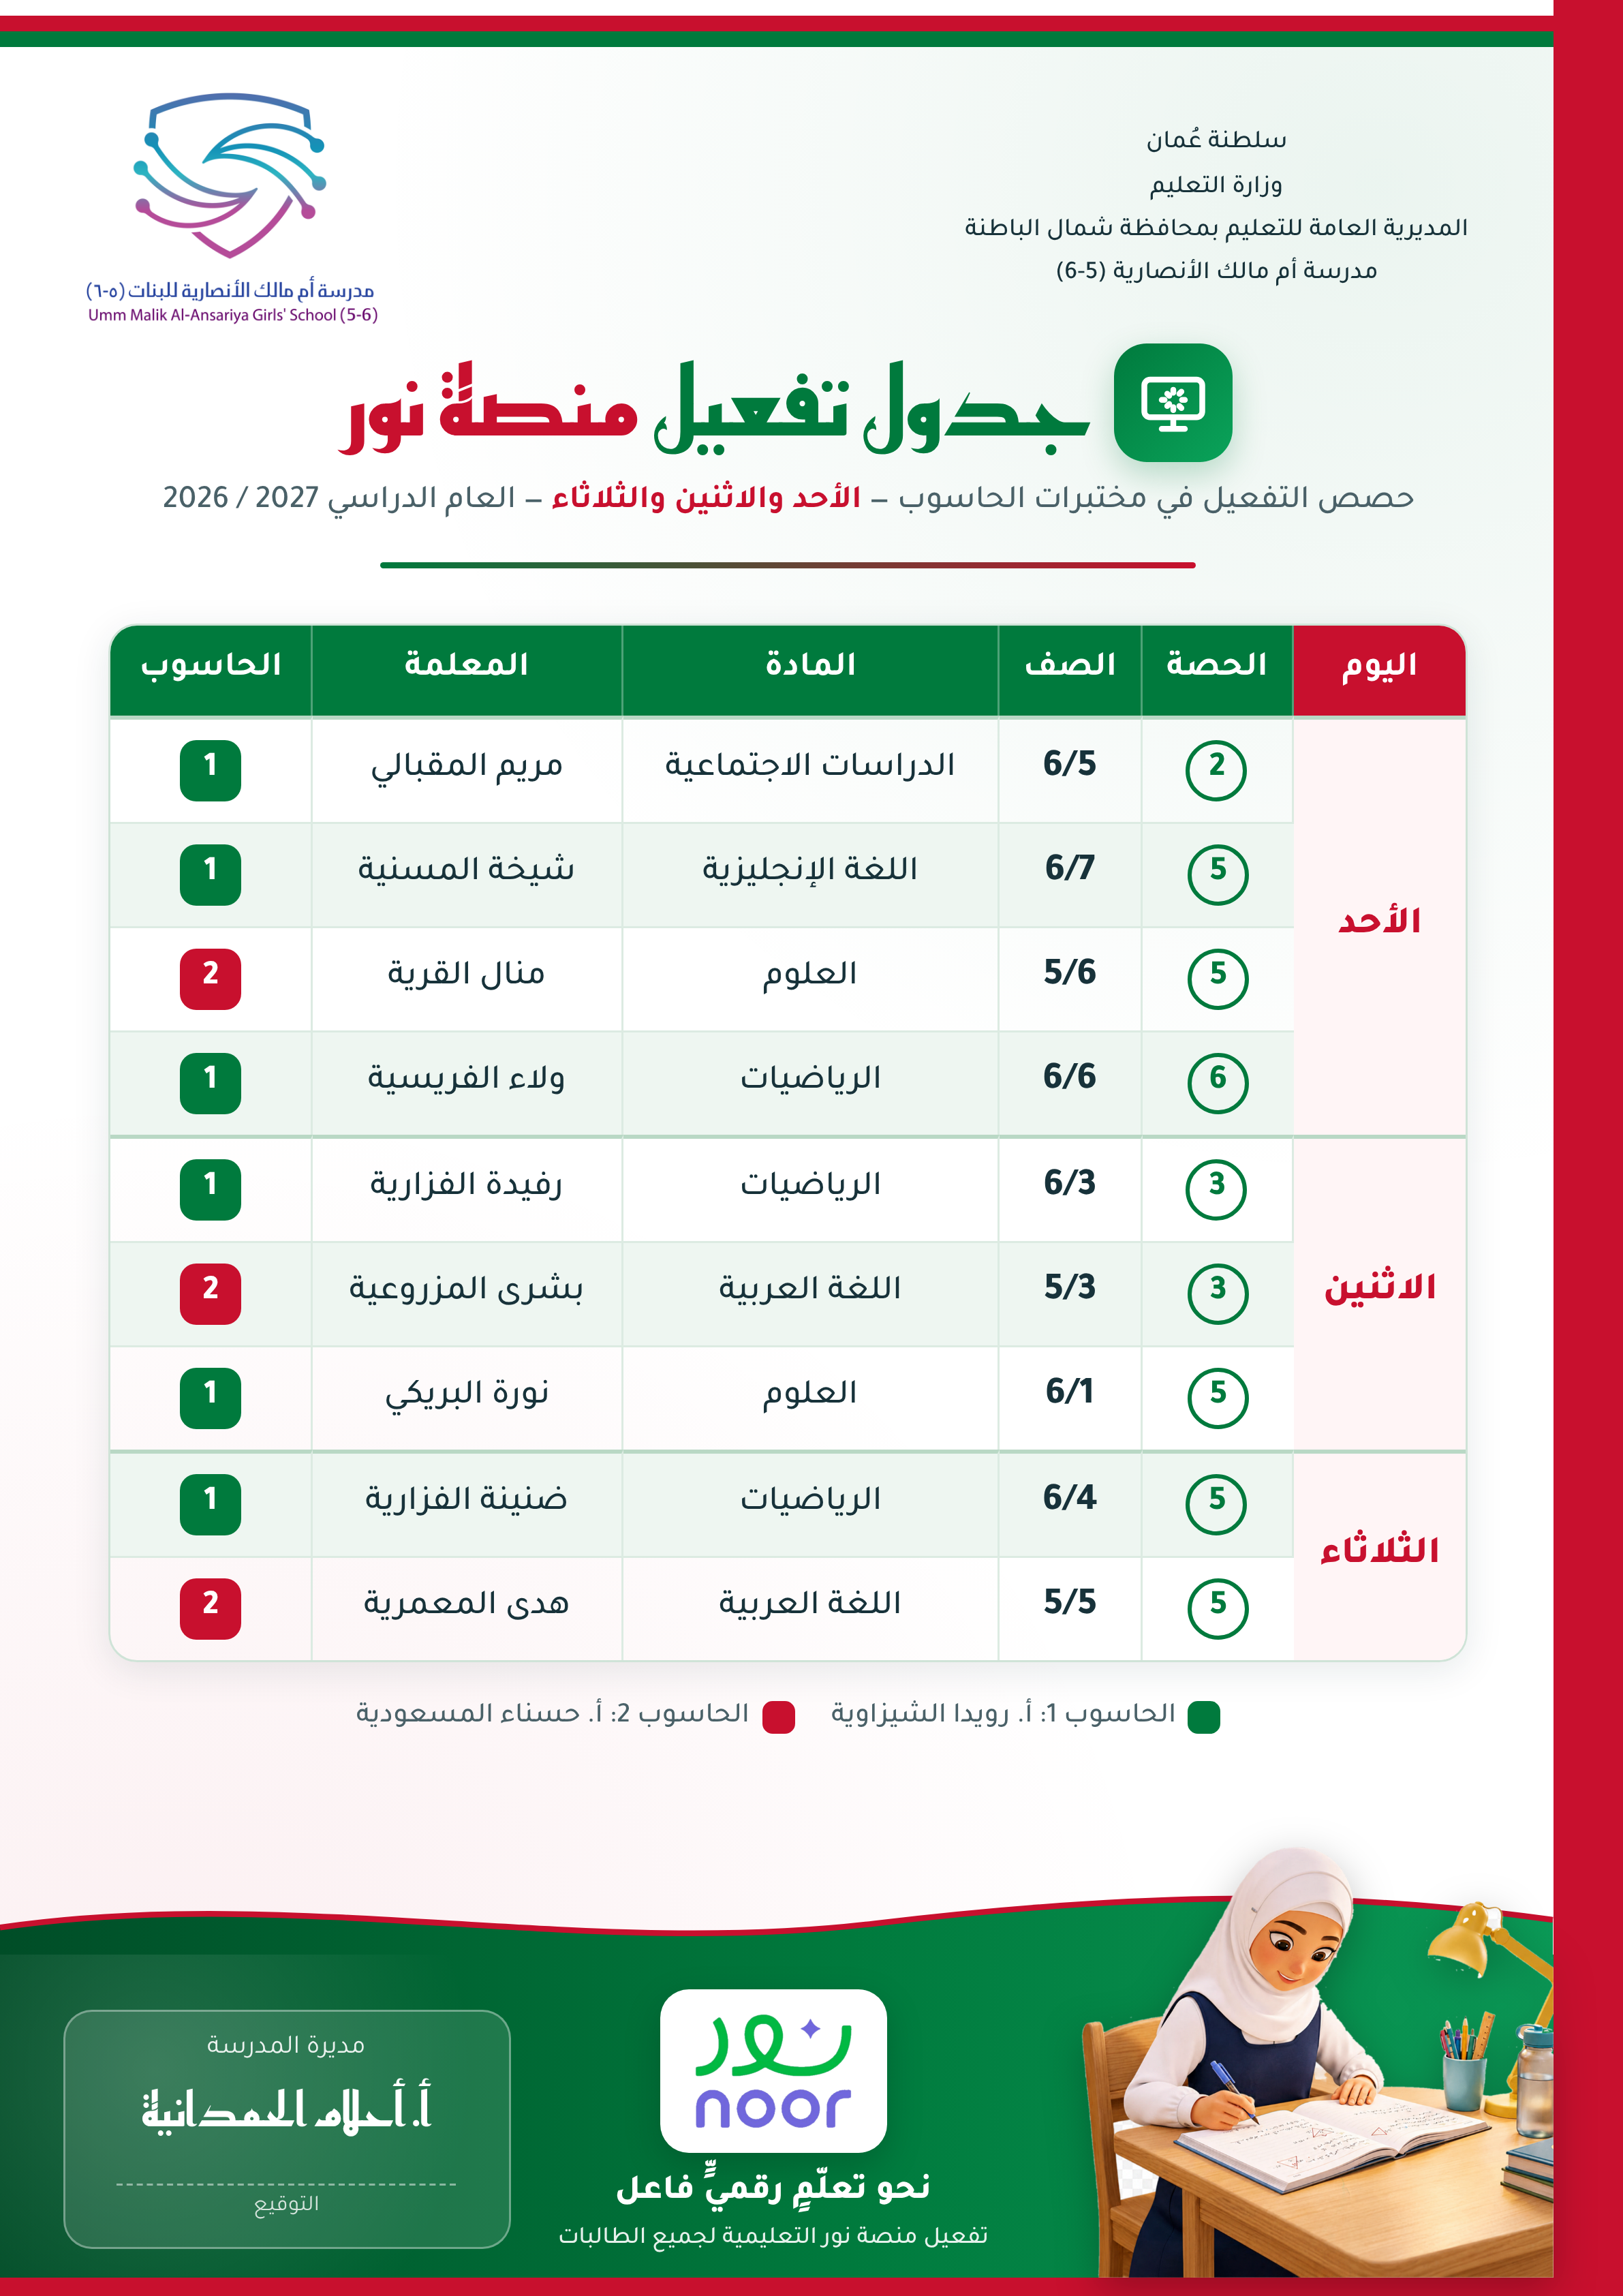 سلطنة عُمان
وزارة التعليم
المديرية العامة للتعليم بمحافظة شمال الباطنة
مدرسة أم مالك الأنصارية (5-6)
مدرسة أم مالك الأنصارية للبنات (٥-٦)
Umm Malik Al-Ansariya Girls' School (5-6)
جدول تفعيل منصة نور
حصص التفعيل في مختبرات الحاسوب – الأحد والاثنين والثلاثاء – العام الدراسي 2027 / 2026
اليوم الحصة الصف المادة المعلمة الحاسوب
الأحد
2 6/5 الدراسات الاجتماعية مريم المقبالي 1
5 6/7 اللغة الإنجليزية شيخة المسنية 1
5 5/6 العلوم منال القرية 2
6 6/6 الرياضيات ولاء الفريسية 1
الاثنين
3 6/3 الرياضيات رفيدة الفزارية 1
3 5/3 اللغة العربية بشرى المزروعية 2
5 6/1 العلوم نورة البريكي 1
الثلاثاء
5 6/4 الرياضيات ضنينة الفزارية 1
5 5/5 اللغة العربية هدى المعمرية 2
الحاسوب 1: أ. رويدا الشيزاوية الحاسوب 2: أ. حسناء المسعودية
نور
noor
نحو تعلّمٍ رقميٍّ فاعل
تفعيل منصة نور التعليمية لجميع الطالبات
مديرة المدرسة
أ. أحلام الحمدانية
التوقيع